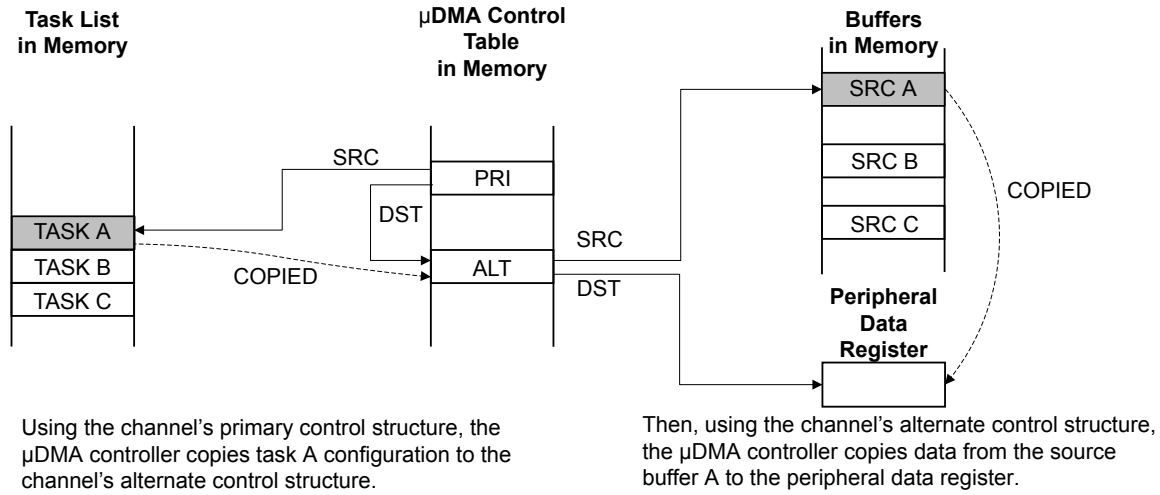 Task List
in Memory
µDMA Control
Table
in Memory
Buffers
in Memory
SRC A
SRC B
SRC C
COPIED
SRC
PRI
DST
TASK A
TASK B
TASK C
COPIED
ALT
SRC
DST
Peripheral
Data
Register
Using the channel's primary control structure, the
µDMA controller copies task A configuration to the
channel's alternate control structure.
Then, using the channel's alternate control structure,
the µDMA controller copies data from the source
buffer A to the peripheral data register.